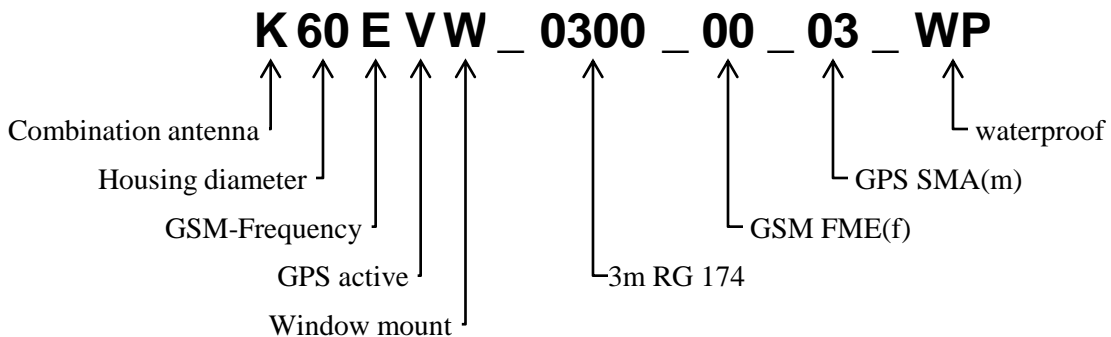 K 60 E V W _ 0300 _ 00 _ 03 _ WP
Combination antenna
waterproof
Housing diameter
GPS SMA(m)
GSM-Frequency
GSM FME(f)
GPS active
3m RG 174
Window mount